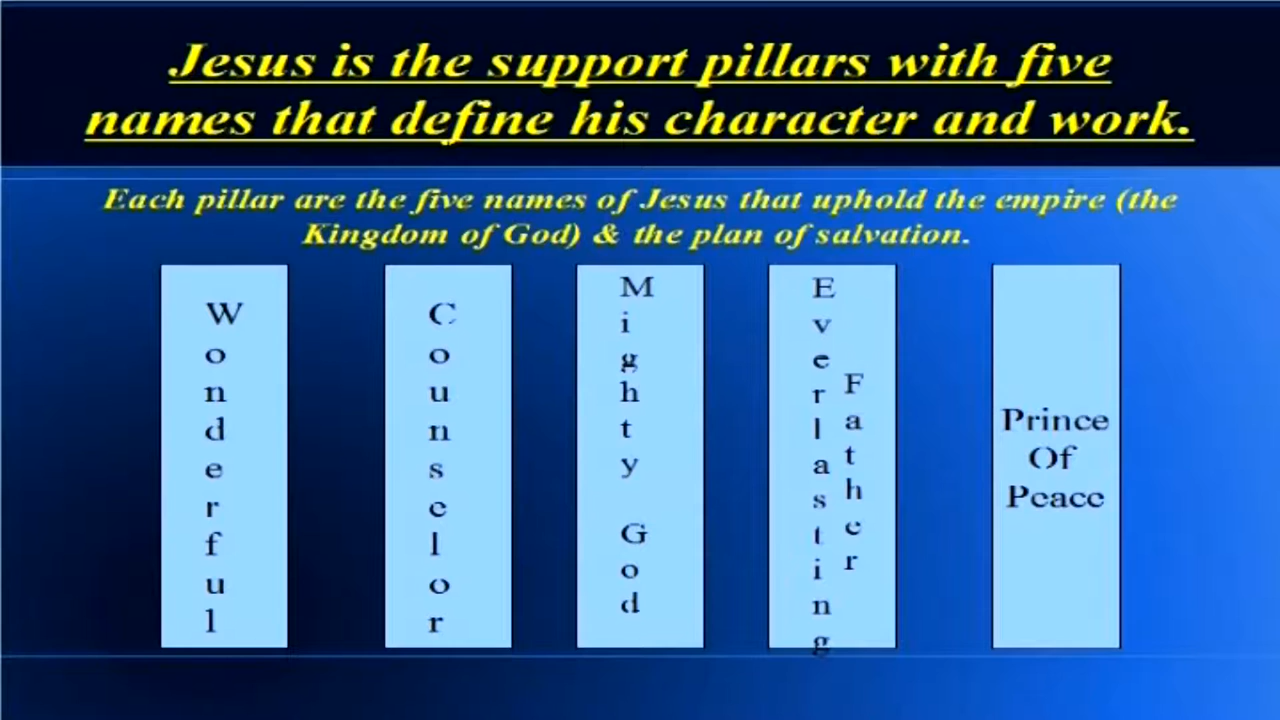 Jesus is the support pillars with five
names that define his character and work.
Each pillar are the five names of Jesus that uphold the empire (the
Kingdom of God) & the plan of salvation.
Wonderful
Counselor
Mighty God
Everlasting
Father
Prince
Of
Peace